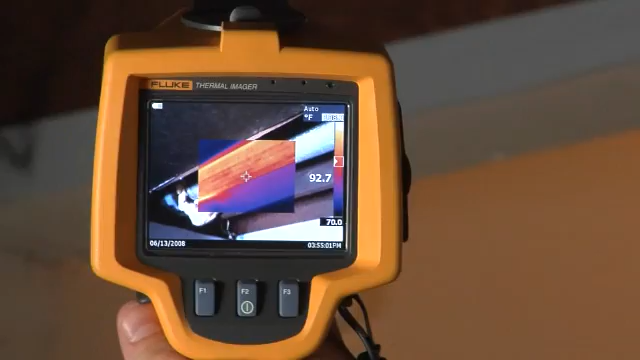 FLUKE THERMAL IMAGER
Auto
°F
92.7
70.0
06/13/2008 03:55:01PM
F1 F2 F3